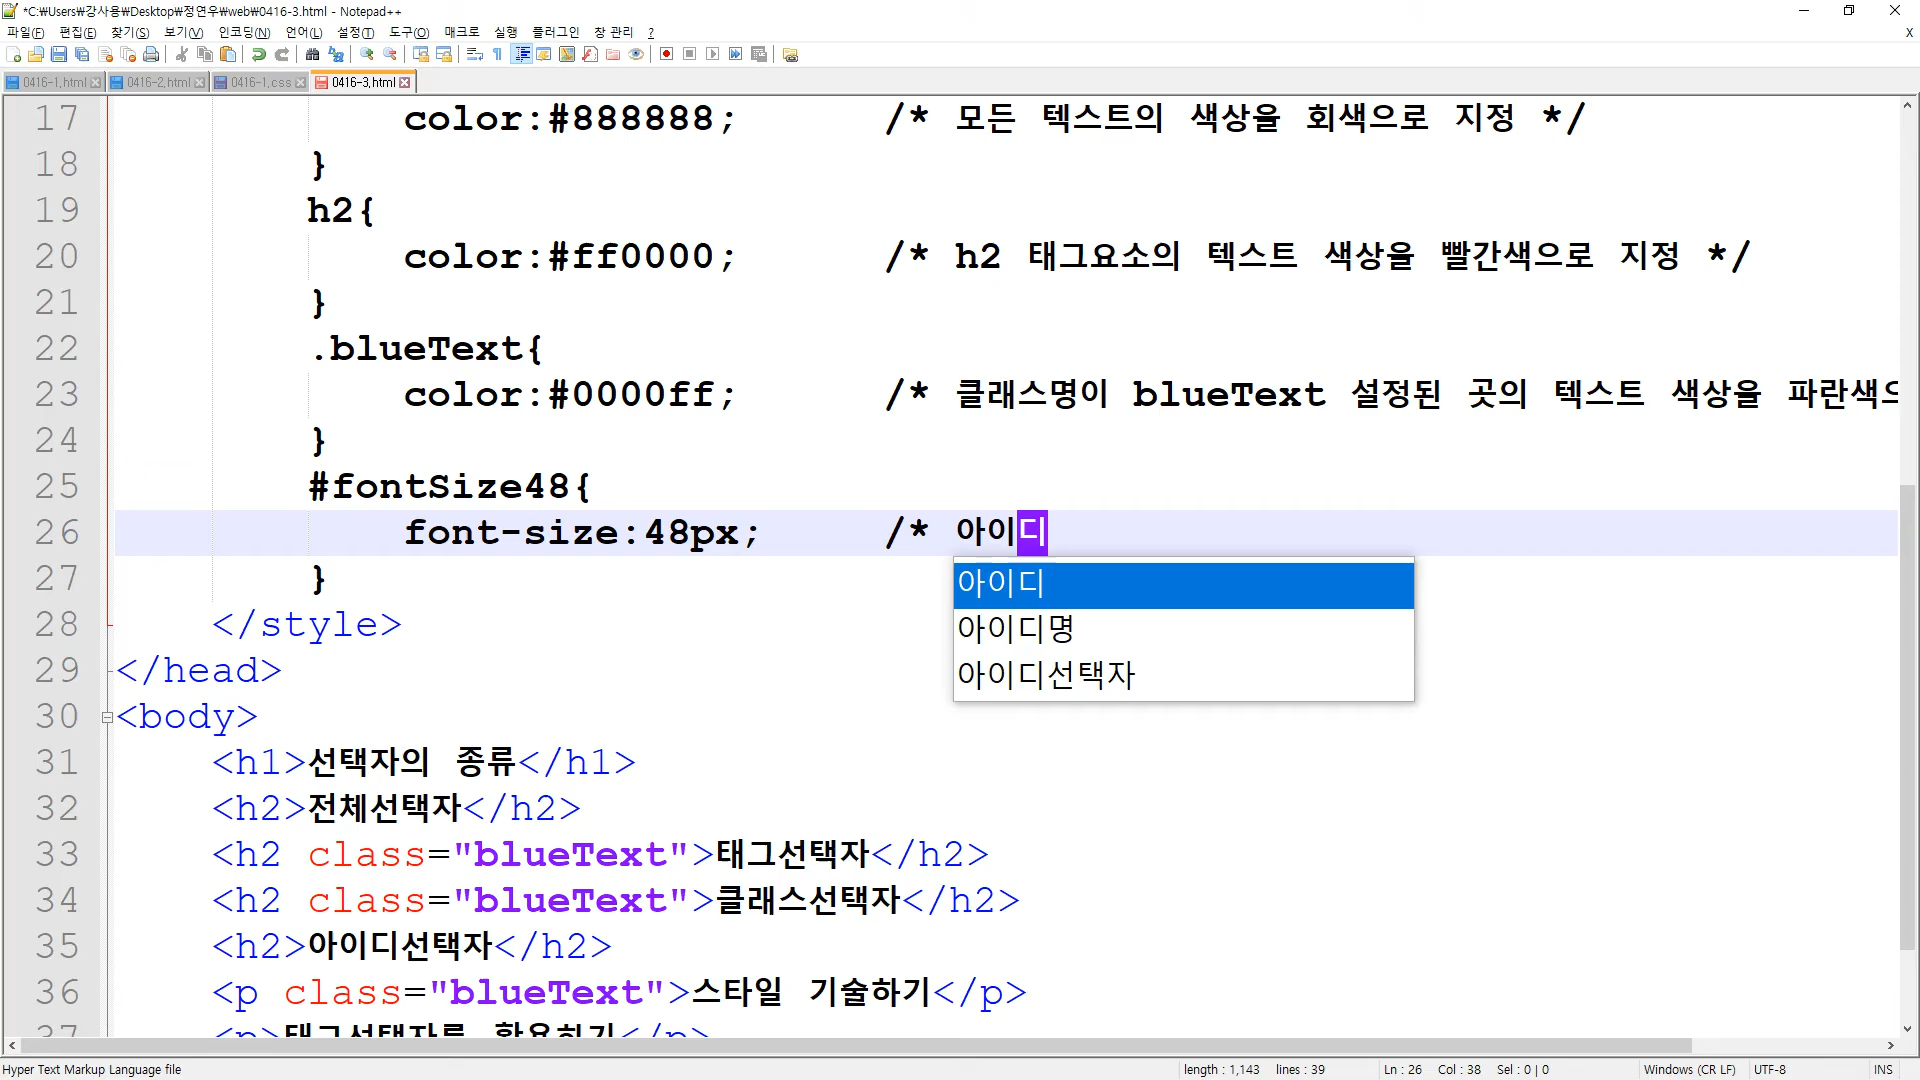 *C:₩Users₩강사용₩Desktop₩정연우₩web₩0416-3.html - Notepad++
파일(F) 편집(E) 찾기(S) 보기(V) 인코딩(N) 언어(L) 설정(T) 도구(O) 매크로 실행 플러그인 창 관리 ? X
0416-1.html 0416-2.html 0416-1.css 0416-3.html
17 color:#888888; /* 모든 텍스트의 색상을 회색으로 지정 */
18 }
19 h2{
20 color:#ff0000; /* h2 태그요소의 텍스트 색상을 빨간색으로 지정 */
21 }
22 .blueText{
23 color:#0000ff; /* 클래스명이 blueText 설정된 곳의 텍스트 색상을 파란색으
24 }
25 #fontSize48{
26 font-size:48px; /* 아이디
27 }
아이디
아이디명
아이디선택자
28 </style>
29 </head>
30 <body>
31 <h1>선택자의 종류</h1>
32 <h2>전체선택자</h2>
33 <h2 class="blueText">태그선택자</h2>
34 <h2 class="blueText">클래스선택자</h2>
35 <h2>아이디선택자</h2>
36 <p class="blueText">스타일 기술하기</p>
37 <p>태그선택자를 활용하기</p>
Hyper Text Markup Language file length : 1,143 lines : 39 Ln : 26 Col : 38 Sel : 0 | 0 Windows (CR LF) UTF-8 INS